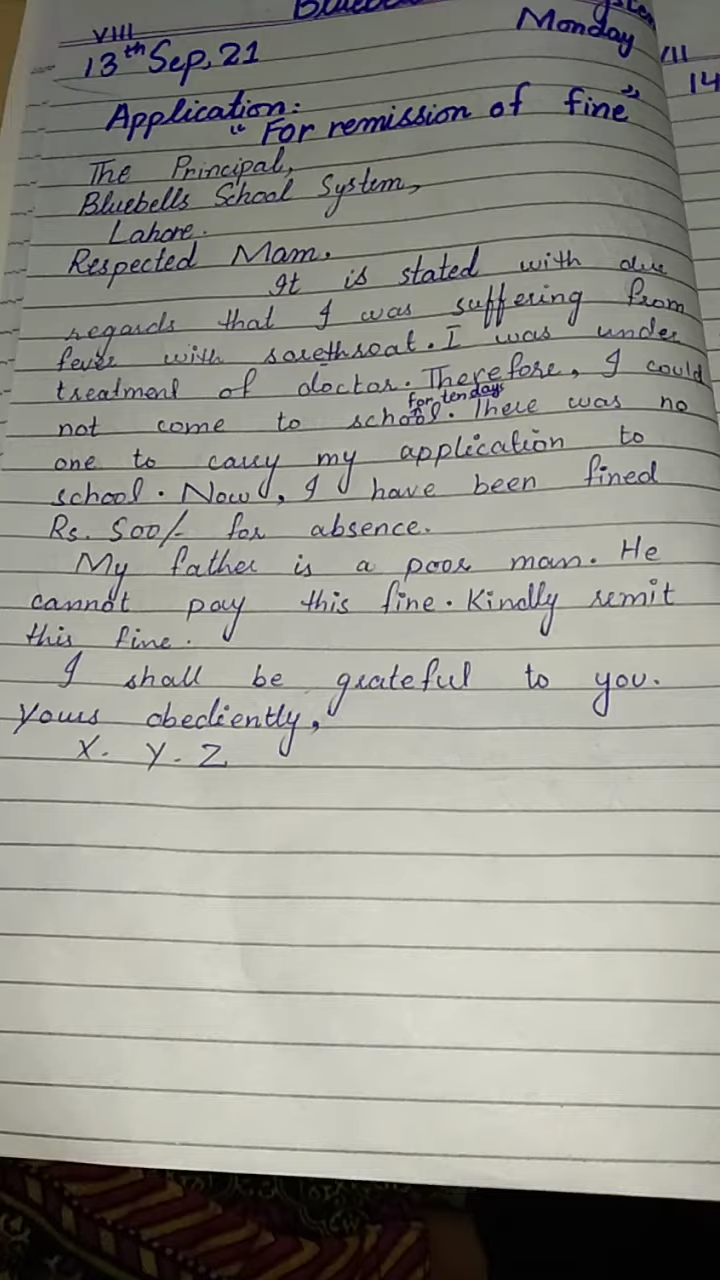 VIII
Monday
13th Sep, 21
VII
14
Application:
"For remission of fine"
The Principal,
Bluebells School System,
Lahore.
Respected Mam.
It is stated with due
regards that I was suffering from
fever with sorethroat. I was under
treatment of doctor. Therefore, I could
not come to school for ten days. There was no
one to carry my application to
school. Now, I have been fined
Rs. 500/- for absence.
My father is a poor man. He
cannot pay this fine. Kindly remit
this fine.
I shall be grateful to you.
Yours obediently,
X. Y. Z